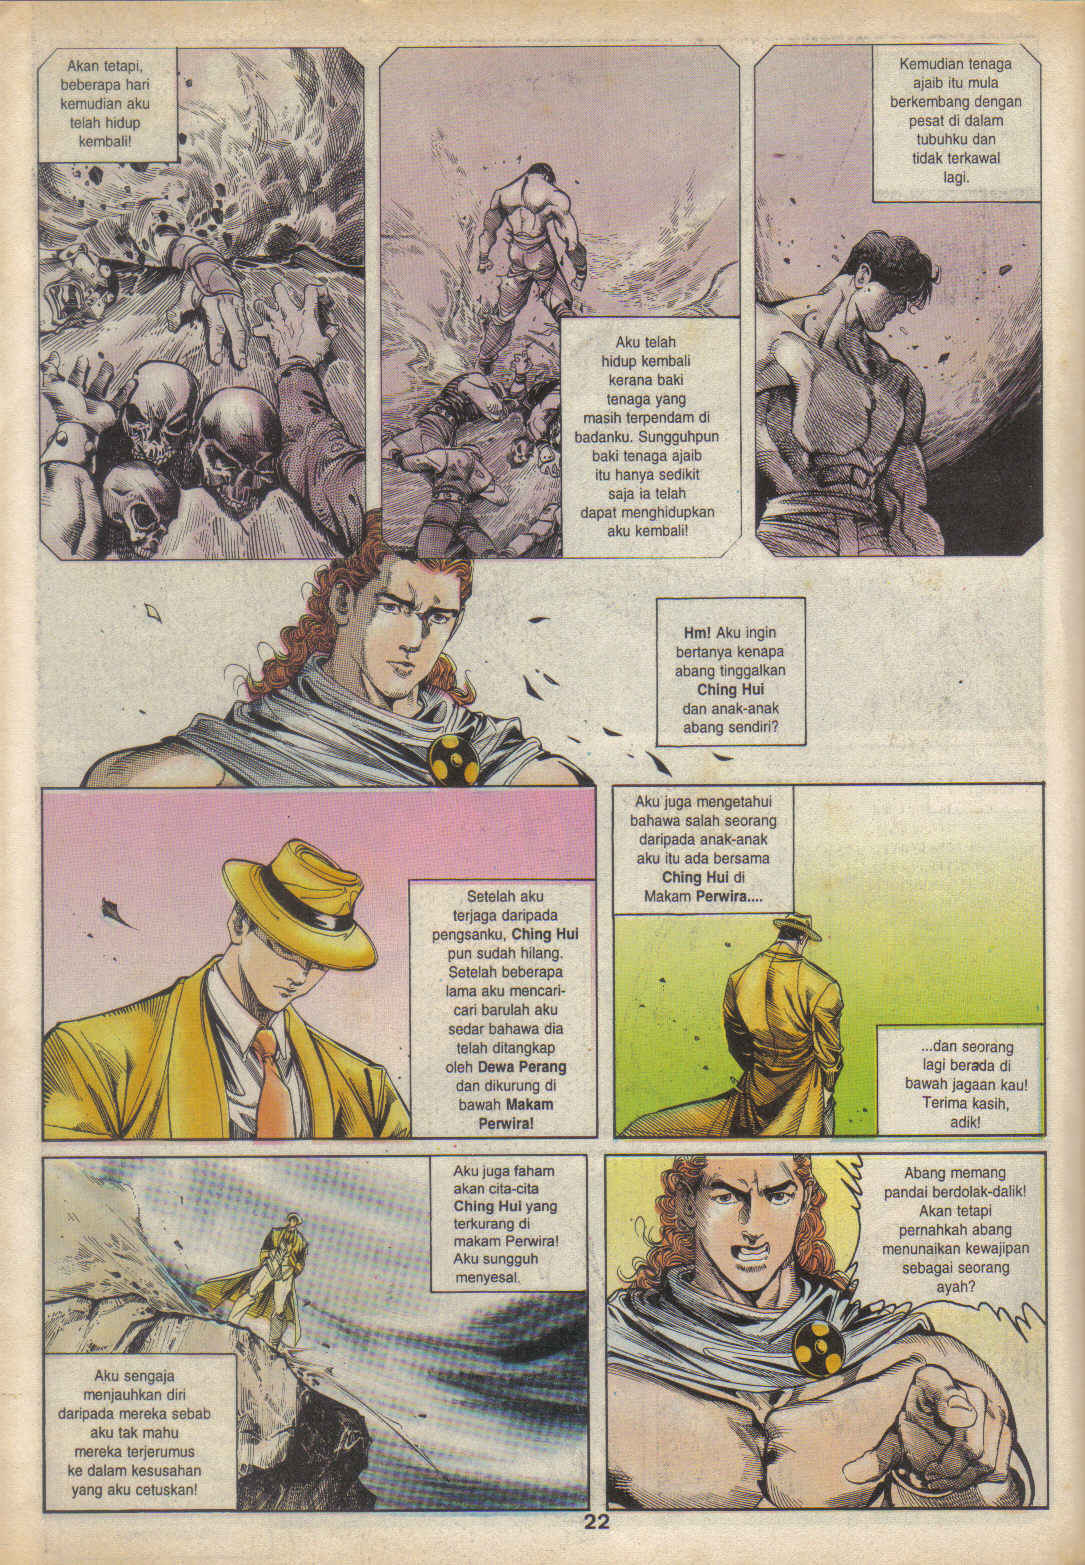 Akan tetapi,
beberapa hari
kemudian aku
telah hidup
kembali!
Aku telah
hidup kembali
kerana baki
tenaga yang
masih terpendam di
badanku. Sungguhpun
baki tenaga ajaib
itu hanya sedikit
saja ia telah
dapat menghidupkan
aku kembali!
Kemudian tenaga
ajaib itu mula
berkembang dengan
pesat di dalam
tubuhku dan
tidak terkawal
lagi.
Hm! Aku ingin
bertanya kenapa
abang tinggalkan
Ching Hui
dan anak-anak
abang sendiri?
Setelah aku
terjaga daripada
pengsanku, Ching Hui
pun sudah hilang.
Setelah beberapa
lama aku mencari-
cari barulah aku
sedar bahawa dia
telah ditangkap
oleh Dewa Perang
dan dikurung di
bawah Makam
Perwira!
Aku juga mengetahui
bahawa salah seorang
daripada anak-anak
aku itu ada bersama
Ching Hui di
Makam Perwira....
...dan seorang
lagi berada di
bawah jagaan kau!
Terima kasih,
adik!
Aku juga faham
akan cita-cita
Ching Hui yang
terkurang di
makam Perwira!
Aku sungguh
menyesal.
Aku sengaja
menjauhkan diri
daripada mereka sebab
aku tak mahu
mereka terjerumus
ke dalam kesusahan
yang aku cetuskan!
Abang memang
pandai berdolak-dalik!
Akan tetapi
pernahkah abang
menunaikan kewajipan
sebagai seorang
ayah?
22